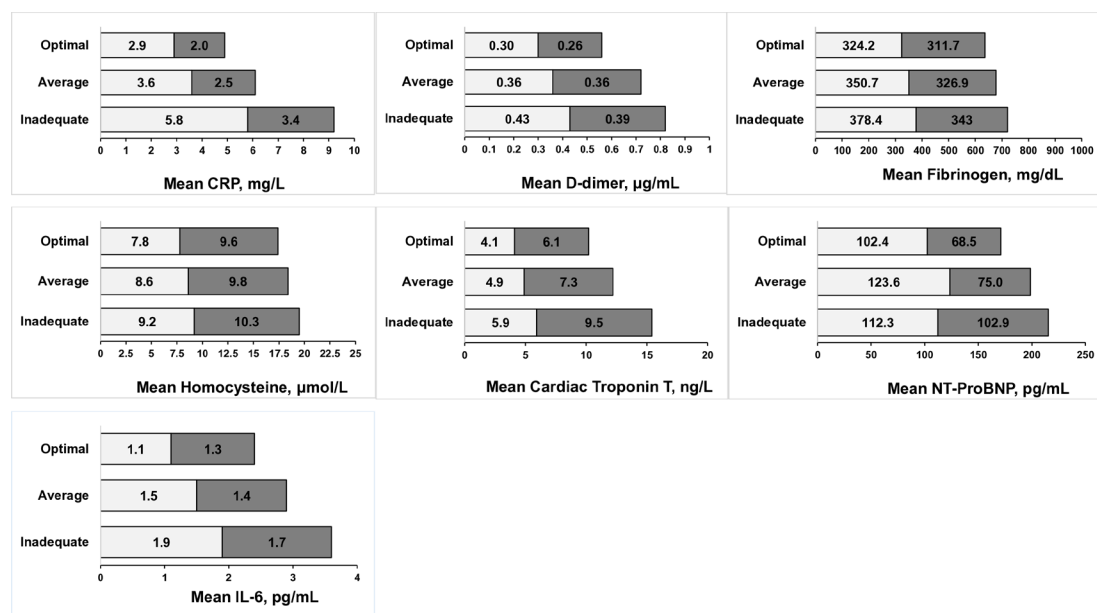 Optimal 2.9 2.0
Average 3.6 2.5
Inadequate 5.8 3.4
0 1 2 3 4 5 6 7 8 9 10
Mean CRP, mg/L
Optimal 0.30 0.26
Average 0.36 0.36
Inadequate 0.43 0.39
0 0.1 0.2 0.3 0.4 0.5 0.6 0.7 0.8 0.9 1
Mean D-dimer, µg/mL
Optimal 324.2 311.7
Average 350.7 326.9
Inadequate 378.4 343
0 100 200 300 400 500 600 700 800 900 1000
Mean Fibrinogen, mg/dL
Optimal 7.8 9.6
Average 8.6 9.8
Inadequate 9.2 10.3
0 2.5 5 7.5 10 12.5 15 17.5 20 22.5 25
Mean Homocysteine, µmol/L
Optimal 4.1 6.1
Average 4.9 7.3
Inadequate 5.9 9.5
0 5 10 15 20
Mean Cardiac Troponin T, ng/L
Optimal 102.4 68.5
Average 123.6 75.0
Inadequate 112.3 102.9
0 50 100 150 200 250
Mean NT-ProBNP, pg/mL
Optimal 1.1 1.3
Average 1.5 1.4
Inadequate 1.9 1.7
0 1 2 3 4
Mean IL-6, pg/mL